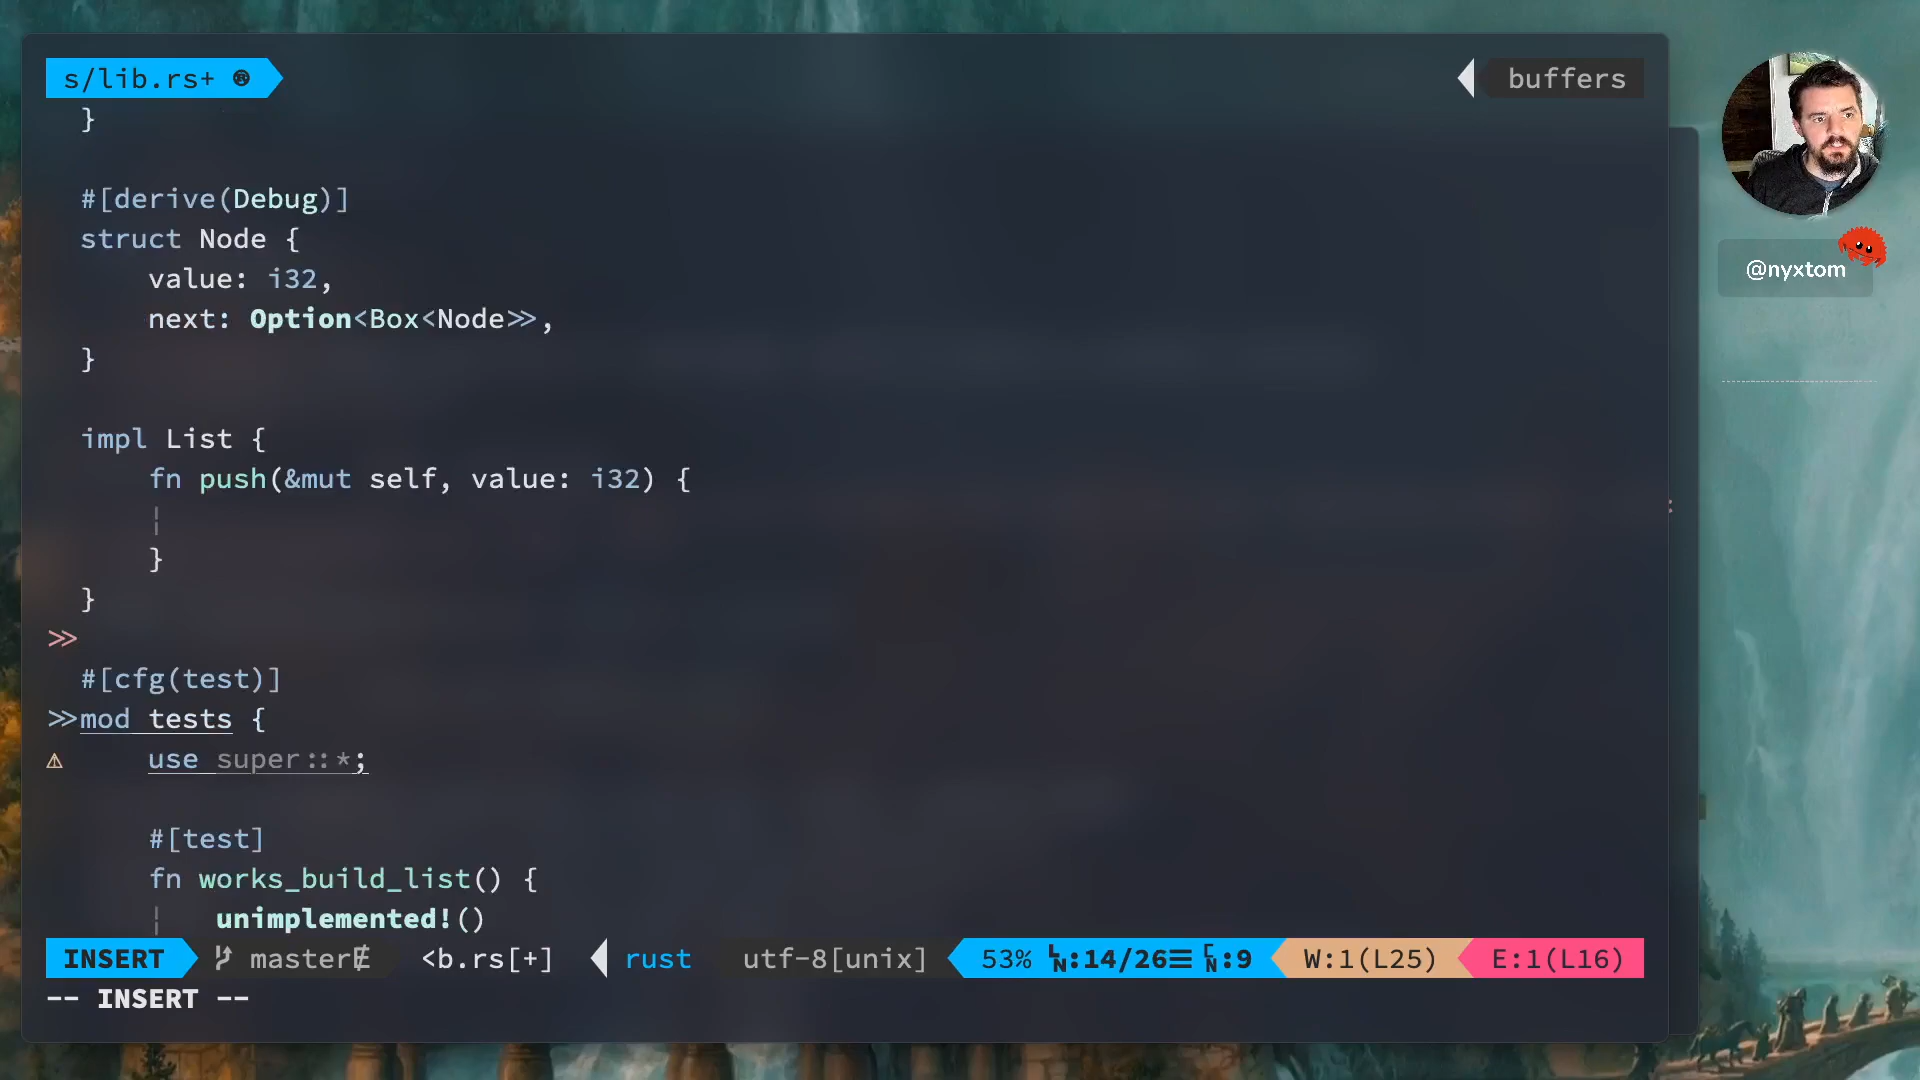 s/lib.rs+
buffers
}
#[derive(Debug)]
struct Node {
value: i32,
next: Option<Box<Node>>,
}
impl List {
fn push(&mut self, value: i32) {
}
}
>>
#[cfg(test)]
>>mod tests {
use super::*;
#[test]
fn works_build_list() {
unimplemented!()
INSERT master <b.rs[+] rust utf-8[unix] 53% LN:14/26 CN:9 W:1(L25) E:1(L16)
-- INSERT --
@nyxtom